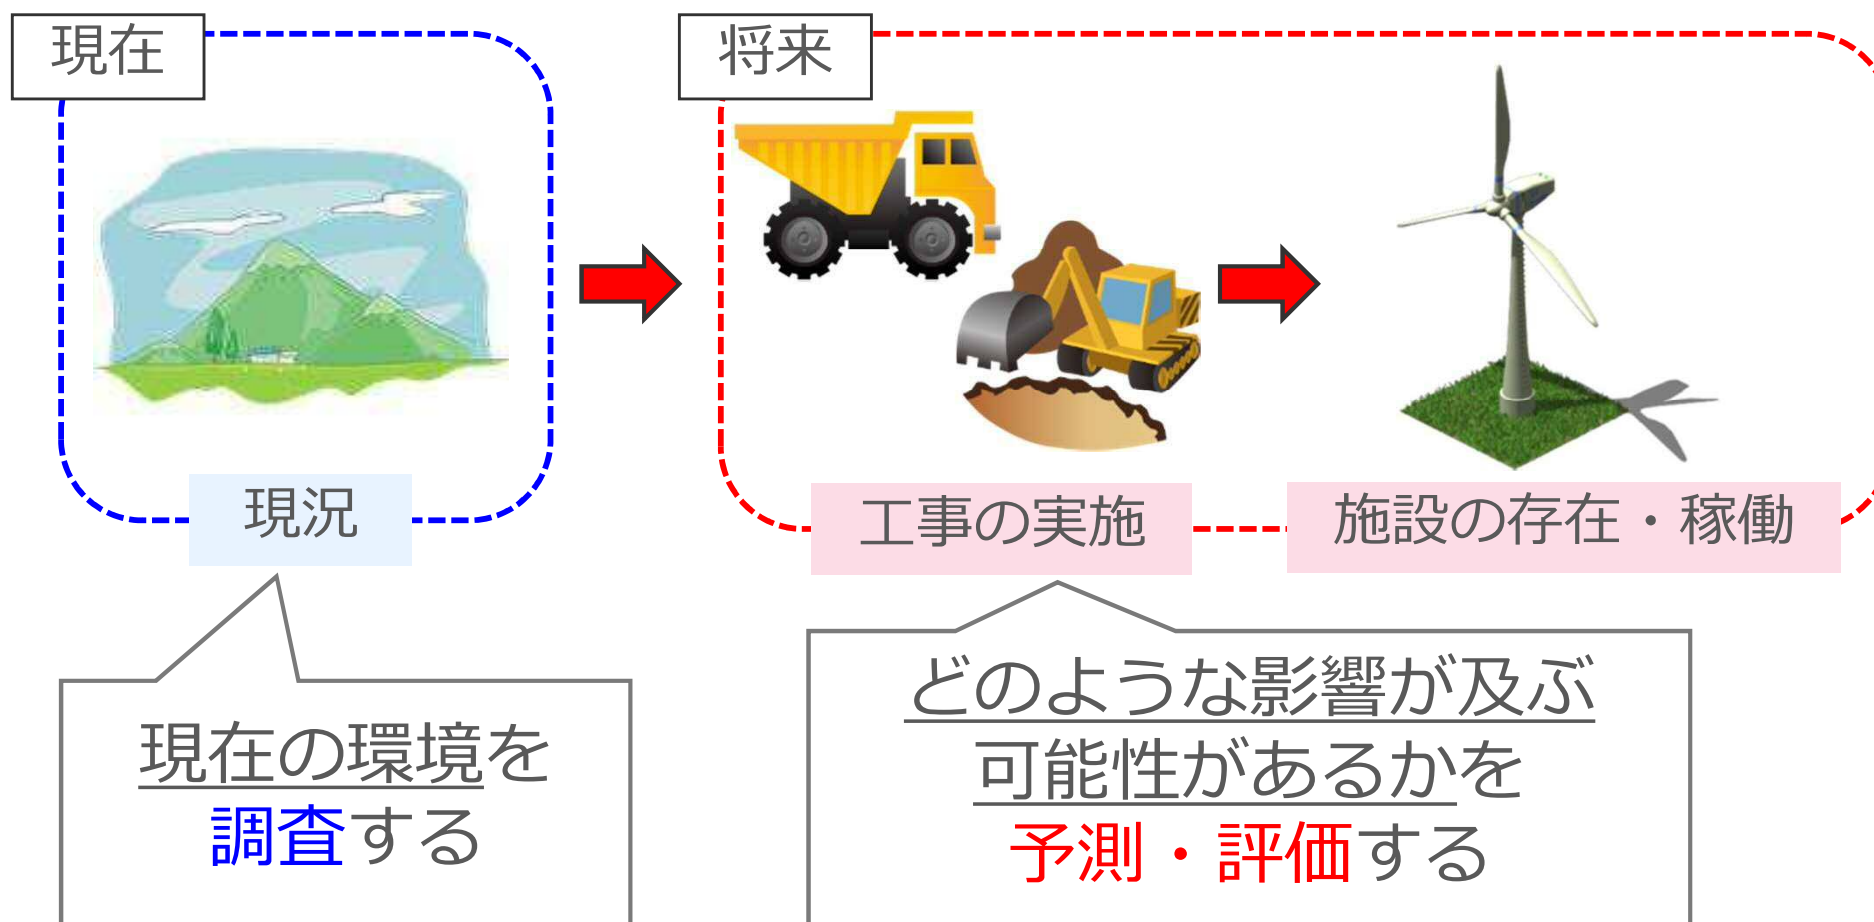 現在
将来
現況
工事の実施
施設の存在・稼働
現在の環境を
調査する
どのような影響が及ぶ
可能性があるかを
予測・評価する